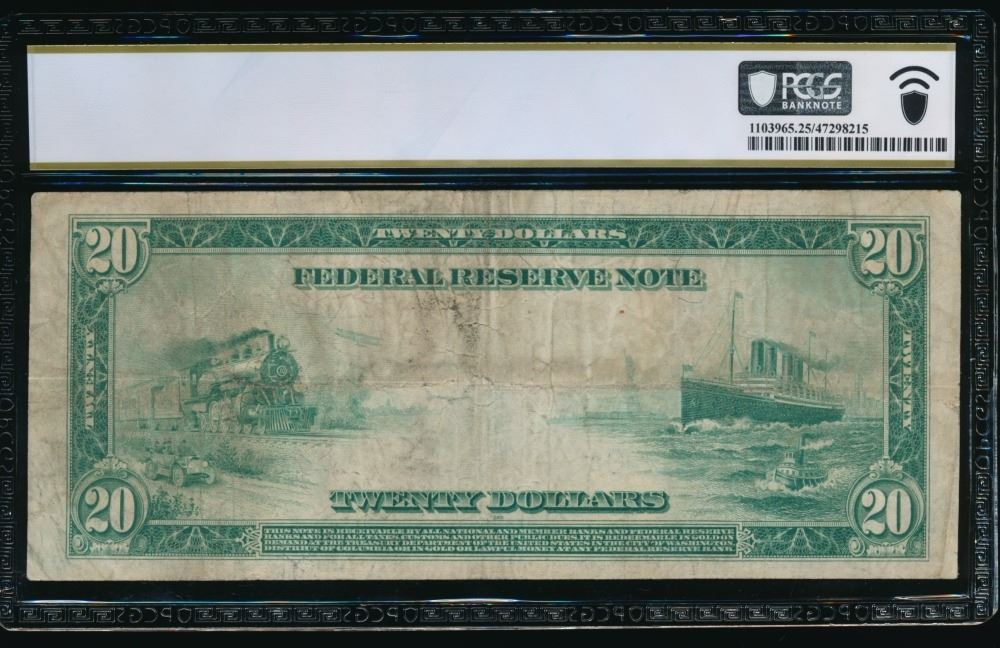 PCGS
BANKNOTE
1103965.25/47298215
TWENTY DOLLARS
20
20
FEDERAL RESERVE NOTE
TWENTY
TWENTY
TWENTY DOLLARS
20
20
THIS NOTE IS RECEIVABLE BY ALL NATIONAL AND MEMBER BANKS AND FEDERAL RESERVE
BANKS AND FOR ALL TAXES, CUSTOMS AND OTHER PUBLIC DUES. IT IS REDEEMABLE IN GOLD ON
DEMAND AT THE TREASURY DEPARTMENT OF THE UNITED STATES IN THE CITY OF WASHINGTON,
DISTRICT OF COLUMBIA OR IN GOLD OR LAWFUL MONEY AT ANY FEDERAL RESERVE BANK.